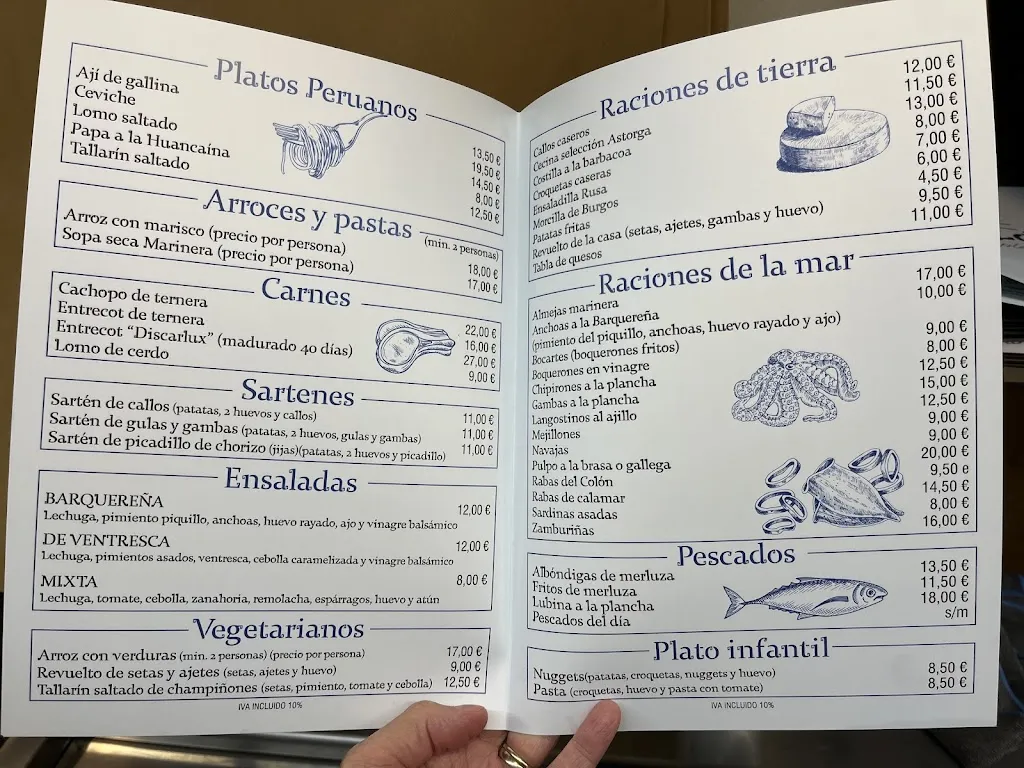 Platos Peruanos
Ají de gallina 13,50 €
Ceviche 19,50 €
Lomo saltado 14,50 €
Papa a la Huancaína 8,00 €
Tallarín saltado 12,50 €
Arroces y pastas (min. 2 personas)
Arroz con marisco (precio por persona) 18,00 €
Sopa seca Marinera (precio por persona) 17,00 €
Carnes
Cachopo de ternera 22,00 €
Entrecot de ternera 16,00 €
Entrecot “Discarlux” (madurado 40 días) 27,00 €
Lomo de cerdo 9,00 €
Sartenes
Sartén de callos (patatas, 2 huevos y callos) 11,00 €
Sartén de gulas y gambas (patatas, 2 huevos, gulas y gambas) 11,00 €
Sartén de picadillo de chorizo (jijas)(patatas, 2 huevos y picadillo) 11,00 €
Ensaladas
BARQUEREÑA 12,00 €
Lechuga, pimiento piquillo, anchoas, huevo rayado, ajo y vinagre balsámico
DE VENTRESCA 12,00 €
Lechuga, pimientos asados, ventresca, cebolla caramelizada y vinagre balsámico
MIXTA 8,00 €
Lechuga, tomate, cebolla, zanahoria, remolacha, espárragos, huevo y atún
Vegetarianos
Arroz con verduras (min. 2 personas) (precio por persona) 17,00 €
Revuelto de setas y ajetes (setas, ajetes y huevo) 9,00 €
Tallarín saltado de champiñones (setas, pimiento, tomate y cebolla) 12,50 €
IVA INCLUIDO 10%
Raciones de tierra
Callos caseros 12,00 €
Cecina selección Astorga 11,50 €
Costilla a la barbacoa 13,00 €
Croquetas caseras 8,00 €
Ensaladilla Rusa 7,00 €
Morcilla de Burgos 6,00 €
Patatas fritas 4,50 €
Revuelto de la casa (setas, ajetes, gambas y huevo) 9,50 €
Tabla de quesos 11,00 €
Raciones de la mar
Almejas marinera 17,00 €
Anchoas a la Barquereña 10,00 €
(pimiento del piquillo, anchoas, huevo rayado y ajo)
Bocartes (boquerones fritos) 9,00 €
Boquerones en vinagre 8,00 €
Chipirones a la plancha 12,50 €
Gambas a la plancha 15,00 €
Langostinos al ajillo 12,50 €
Mejillones 9,00 €
Navajas 9,00 €
Pulpo a la brasa o gallega 20,00 €
Rabas del Colón 9,50 e
Rabas de calamar 14,50 €
Sardinas asadas 8,00 €
Zamburiñas 16,00 €
Pescados
Albóndigas de merluza 13,50 €
Fritos de merluza 11,50 €
Lubina a la plancha 18,00 €
Pescados del día s/m
Plato infantil
Nuggets(patatas, croquetas, nuggets y huevo) 8,50 €
Pasta (croquetas, huevo y pasta con tomate) 8,50 €
IVA INCLUIDO 10%